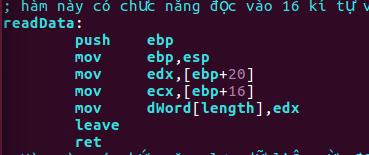 ; hàm này có chức năng đọc vào 16 kí tự v
readData:
push ebp
mov ebp,esp
mov edx,[ebp+20]
mov ecx,[ebp+16]
mov dWord[length],edx
leave
ret